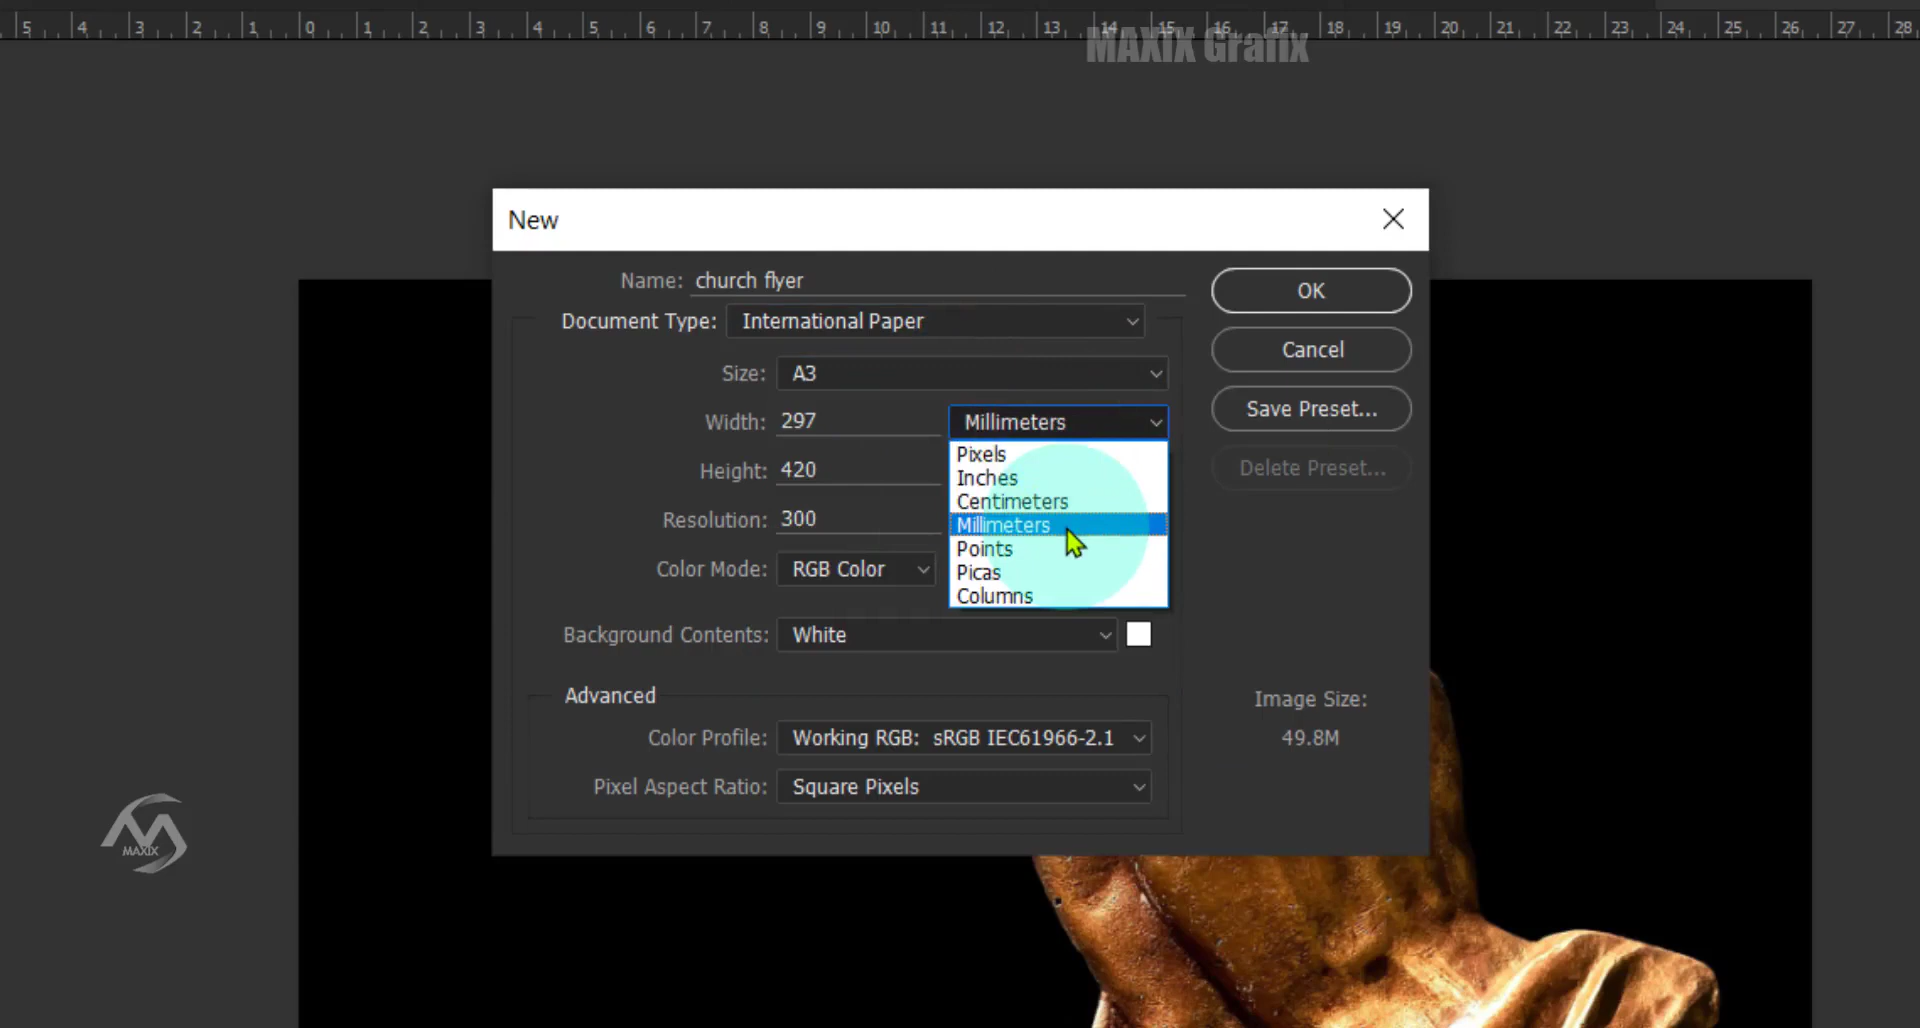 5 4 3 2 1 0 1 2 3 4 5 6 7 8 9 10 11 12 13 14 15 16 17 18 19 20 21 22 23 24 25 26 27 28
MAXIX Grafix
New
Name: church flyer
OK
Document Type: International Paper
Cancel
Size: A3
Save Preset...
Width: 297 Millimeters
Pixels
Delete Preset...
Height: 420
Inches
Centimeters
Resolution: 300
Millimeters
Points
Color Mode: RGB Color
Picas
Columns
Background Contents: White
Advanced
Image Size:
Color Profile: Working RGB: sRGB IEC61966-2.1
49.8M
Pixel Aspect Ratio: Square Pixels
MAXIX